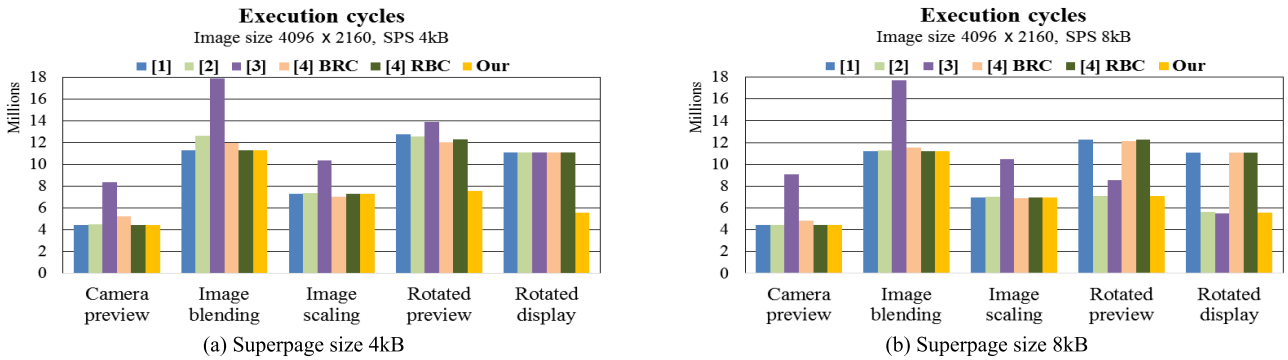 Execution cycles
Image size 4096 x 2160, SPS 4kB
[1] [2] [3] [4] BRC [4] RBC Our
Millions
18
16
14
12
10
8
6
4
2
0
Camera preview
Image blending
Image scaling
Rotated preview
Rotated display
(a) Superpage size 4kB
Execution cycles
Image size 4096 x 2160, SPS 8kB
[1] [2] [3] [4] BRC [4] RBC Our
Millions
18
16
14
12
10
8
6
4
2
0
Camera preview
Image blending
Image scaling
Rotated preview
Rotated display
(b) Superpage size 8kB